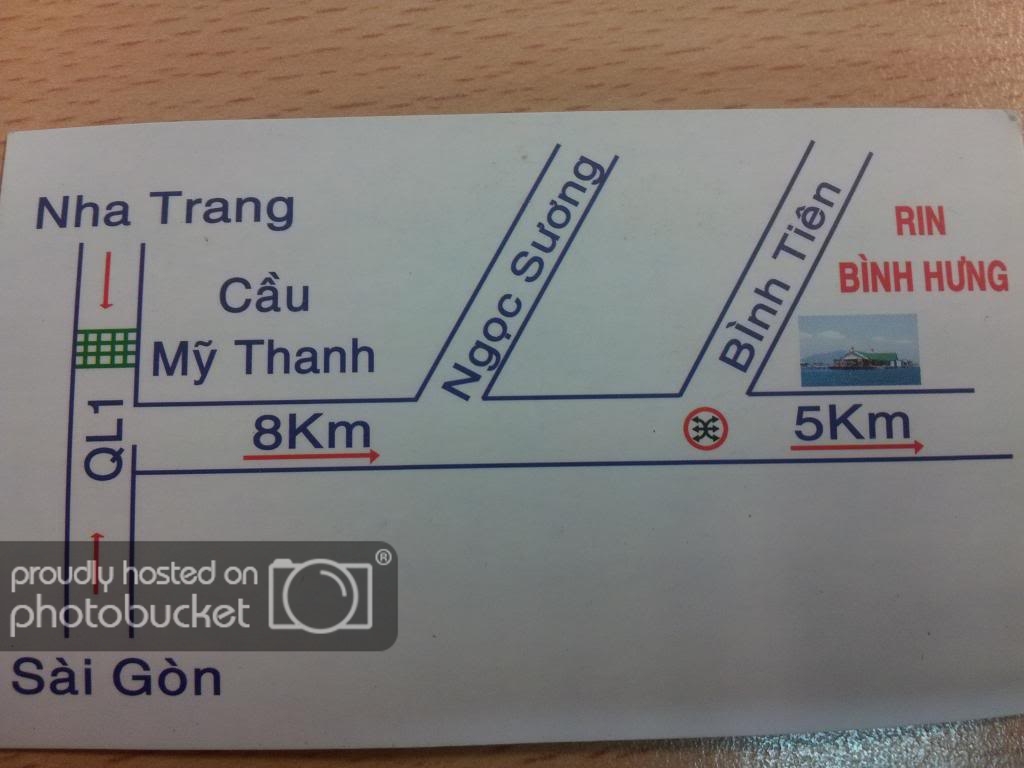 Nha Trang
Cầu
Mỹ Thanh
QL1
8Km
Ngọc Sương
Bình Tiên
RIN
BÌNH HƯNG
5Km
proudly hosted on
photobucket®
Sài Gòn